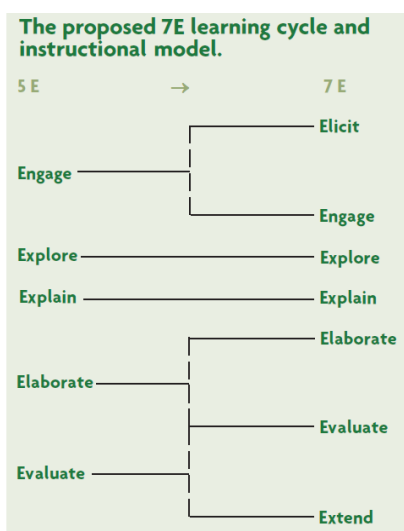 The proposed 7E learning cycle and
instructional model.
5 E → 7 E
Elicit
Engage
Engage
Explore Explore
Explain Explain
Elaborate
Elaborate
Evaluate
Evaluate
Extend